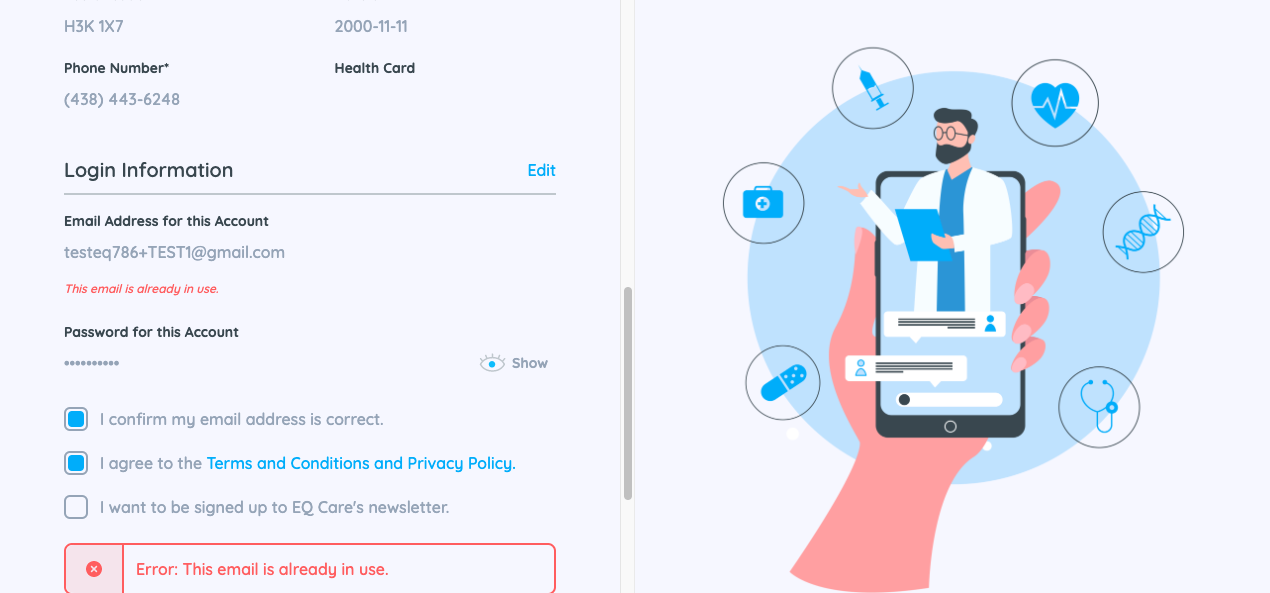 H3K 1X7 2000-11-11
Phone Number* Health Card
(438) 443-6248
Login Information Edit
Email Address for this Account
testeq786+TEST1@gmail.com
This email is already in use.
Password for this Account
•••••••••• Show
I confirm my email address is correct.
I agree to the Terms and Conditions and Privacy Policy.
I want to be signed up to EQ Care's newsletter.
Error: This email is already in use.